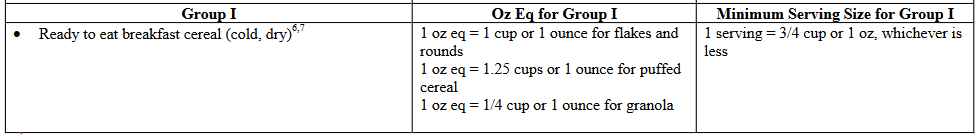 Group I
Oz Eq for Group I
Minimum Serving Size for Group I
• Ready to eat breakfast cereal (cold, dry)6,7
1 oz eq = 1 cup or 1 ounce for flakes and
rounds
1 oz eq = 1.25 cups or 1 ounce for puffed
cereal
1 oz eq = 1/4 cup or 1 ounce for granola
1 serving = 3/4 cup or 1 oz, whichever is
less